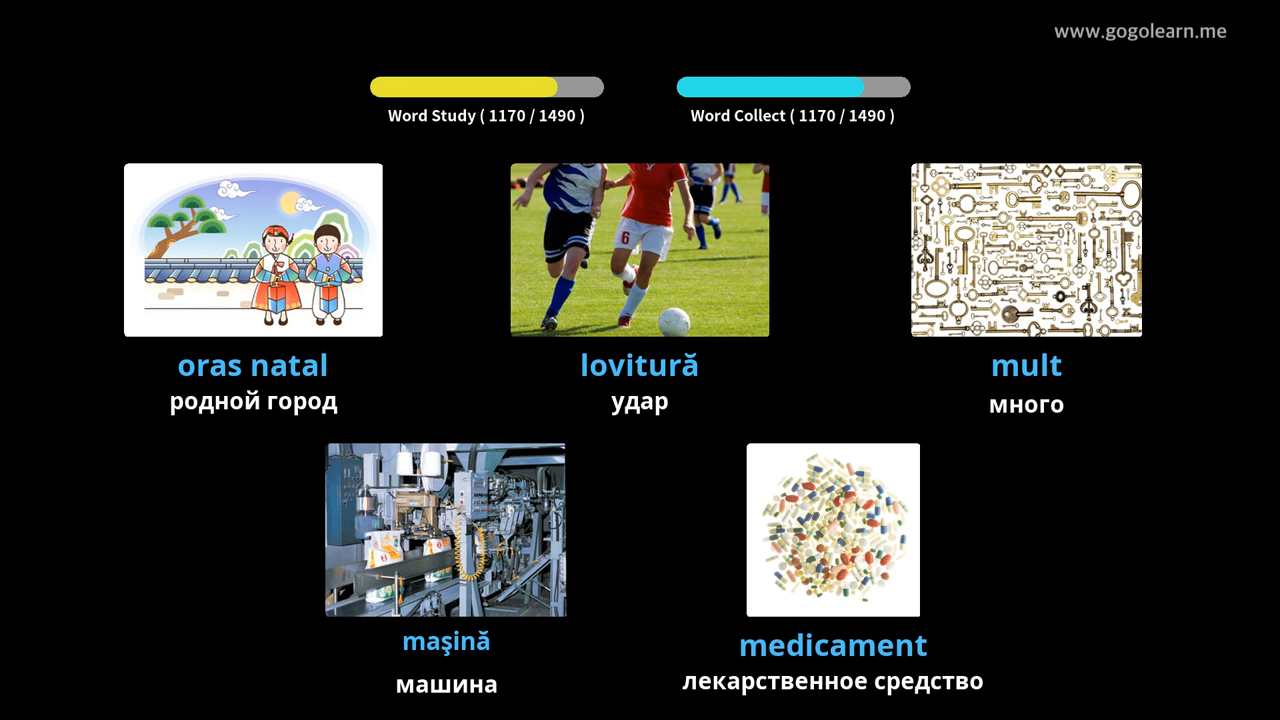 www.gogolearn.me
Word Study ( 1170 / 1490 )
Word Collect ( 1170 / 1490 )
oras natal
родной город
lovitură
удар
mult
много
maşină
машина
medicament
лекарственное средство
6